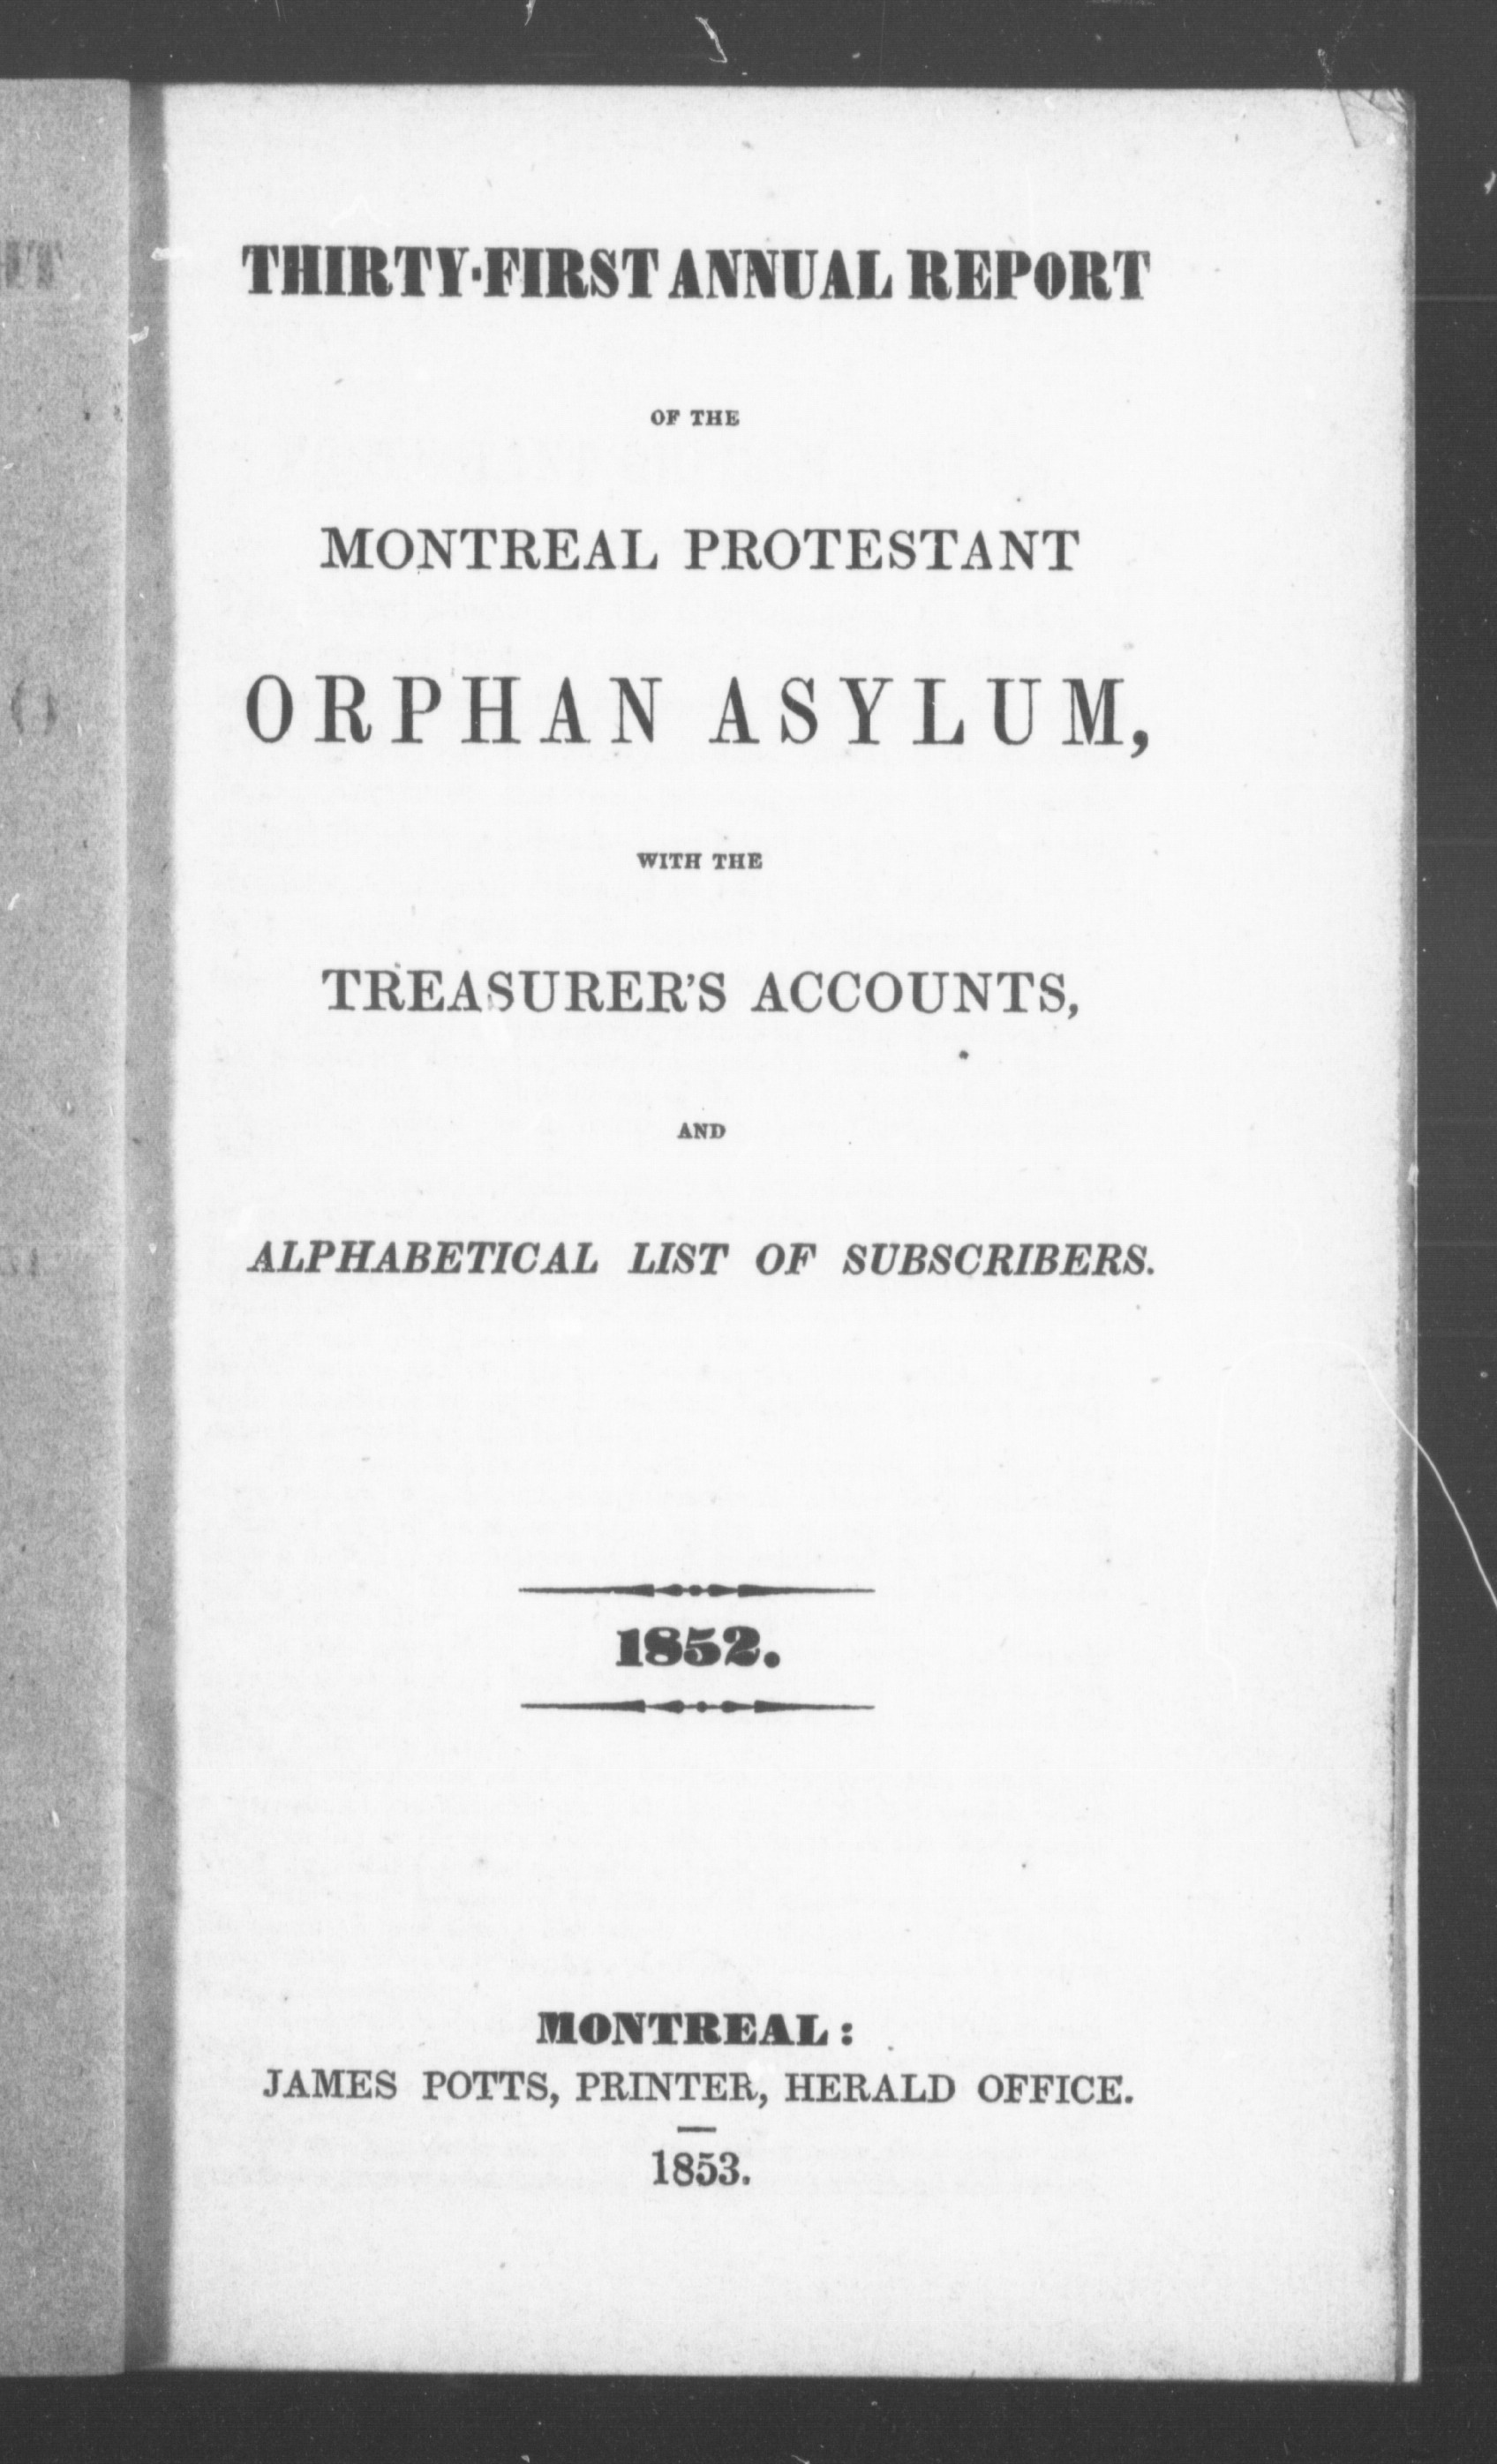 THIRTY-FIRST ANNUAL REPORT
OF THE
MONTREAL PROTESTANT
ORPHAN ASYLUM,
WITH THE
TREASURER'S ACCOUNTS,
AND
ALPHABETICAL LIST OF SUBSCRIBERS.
1852.
MONTREAL:
JAMES POTTS, PRINTER, HERALD OFFICE.
1853.